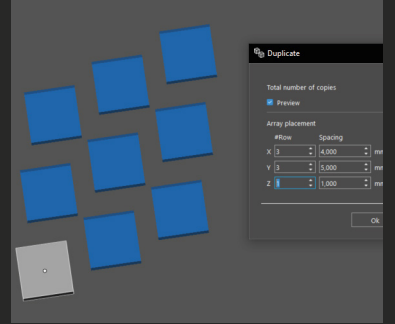 Duplicate
Total number of copies
Preview
Array placement
#Row Spacing
X 3 4,000 mm
Y 3 5,000 mm
Z 1 1,000 mm
Ok